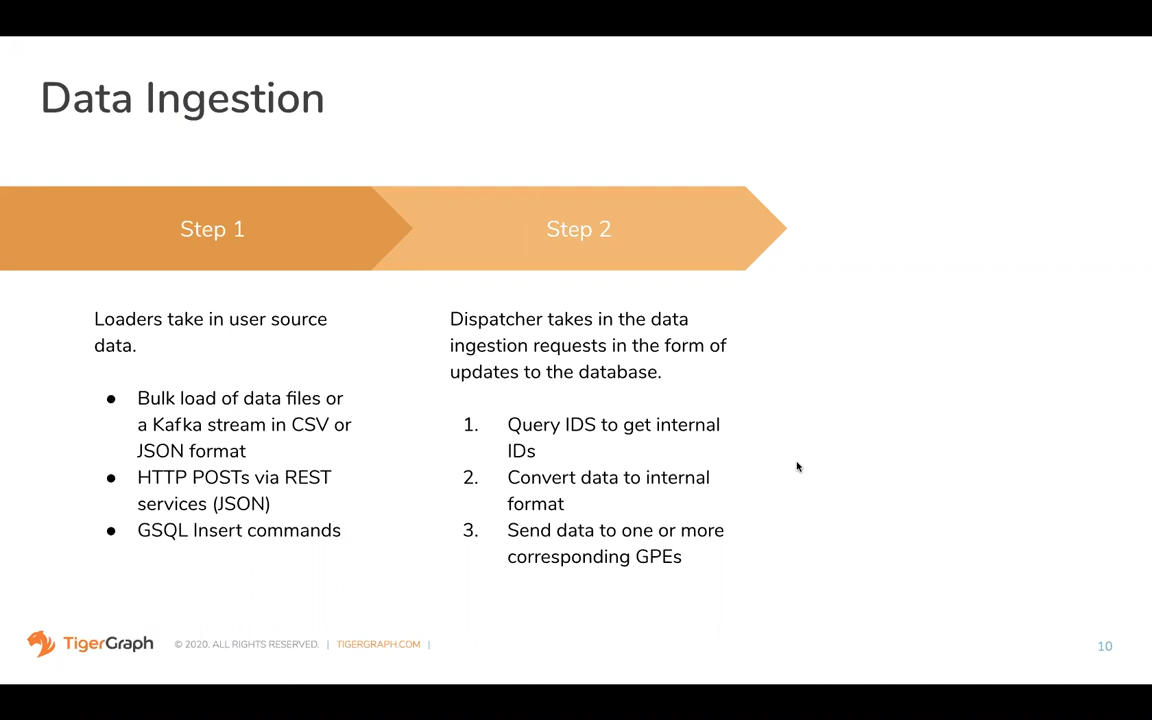 Data Ingestion
Step 1
Step 2
Loaders take in user source
data.
● Bulk load of data files or
a Kafka stream in CSV or
JSON format
● HTTP POSTs via REST
services (JSON)
● GSQL Insert commands
Dispatcher takes in the data
ingestion requests in the form of
updates to the database.
1. Query IDS to get internal
IDs
2. Convert data to internal
format
3. Send data to one or more
corresponding GPEs
TigerGraph © 2020. ALL RIGHTS RESERVED. | TIGERGRAPH.COM |
10